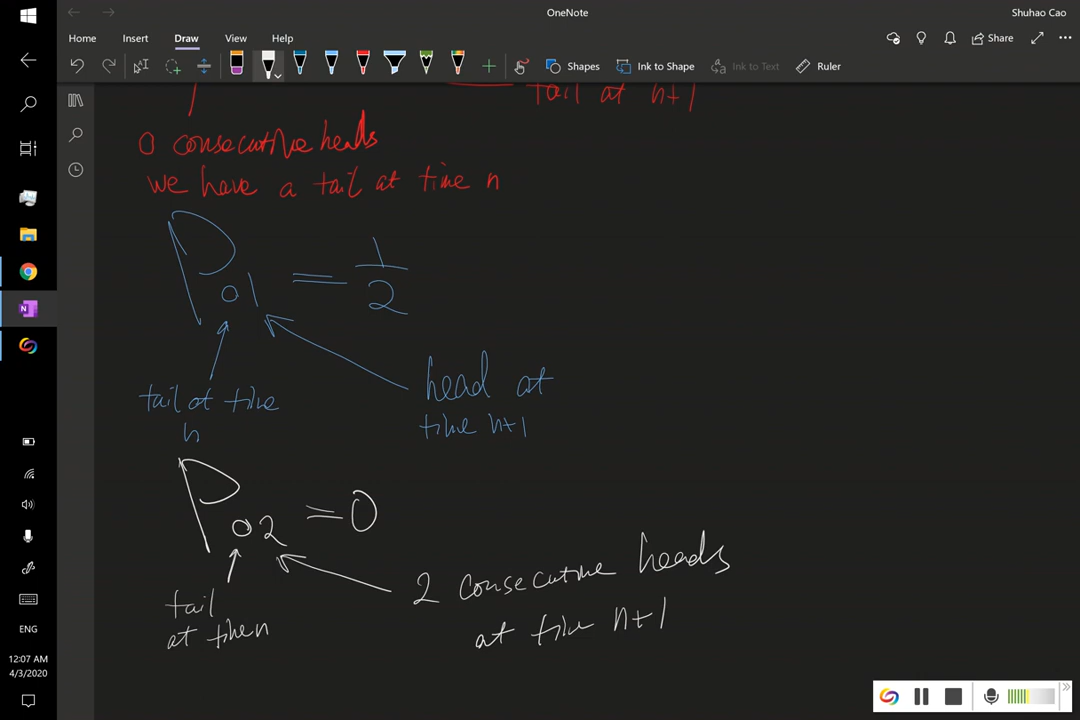 OneNote
Shuhao Cao
Home Insert Draw View Help
Share
Shapes Ink to Shape Ink to Text Ruler
tail at n+1
0 consecutive heads
we have a tail at time n
P01 = 1/2
tail at time
n
head at
time n+1
P02 = 0
tail
at time n
2 consecutive heads
at time n+1
ENG
12:07 AM
4/3/2020